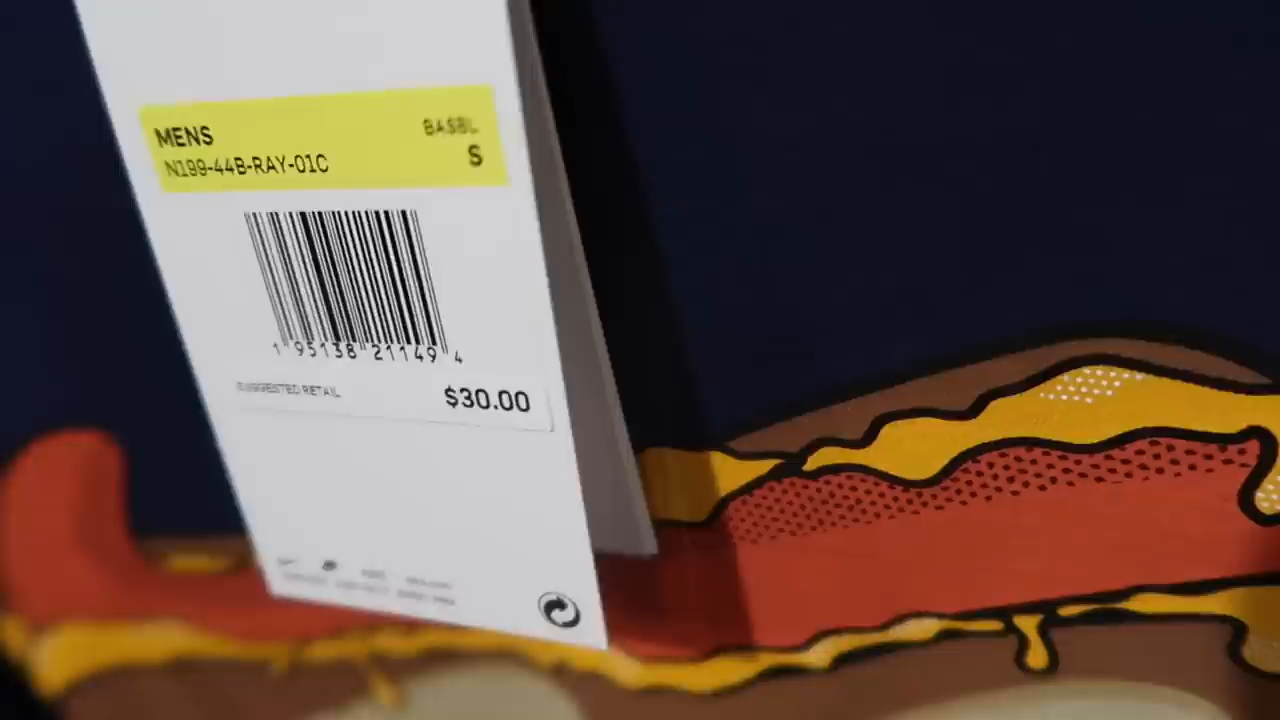 MENS
BASBL
N199-44B-RAY-01C
S
1 95138 21149 4
SUGGESTED RETAIL
$30.00